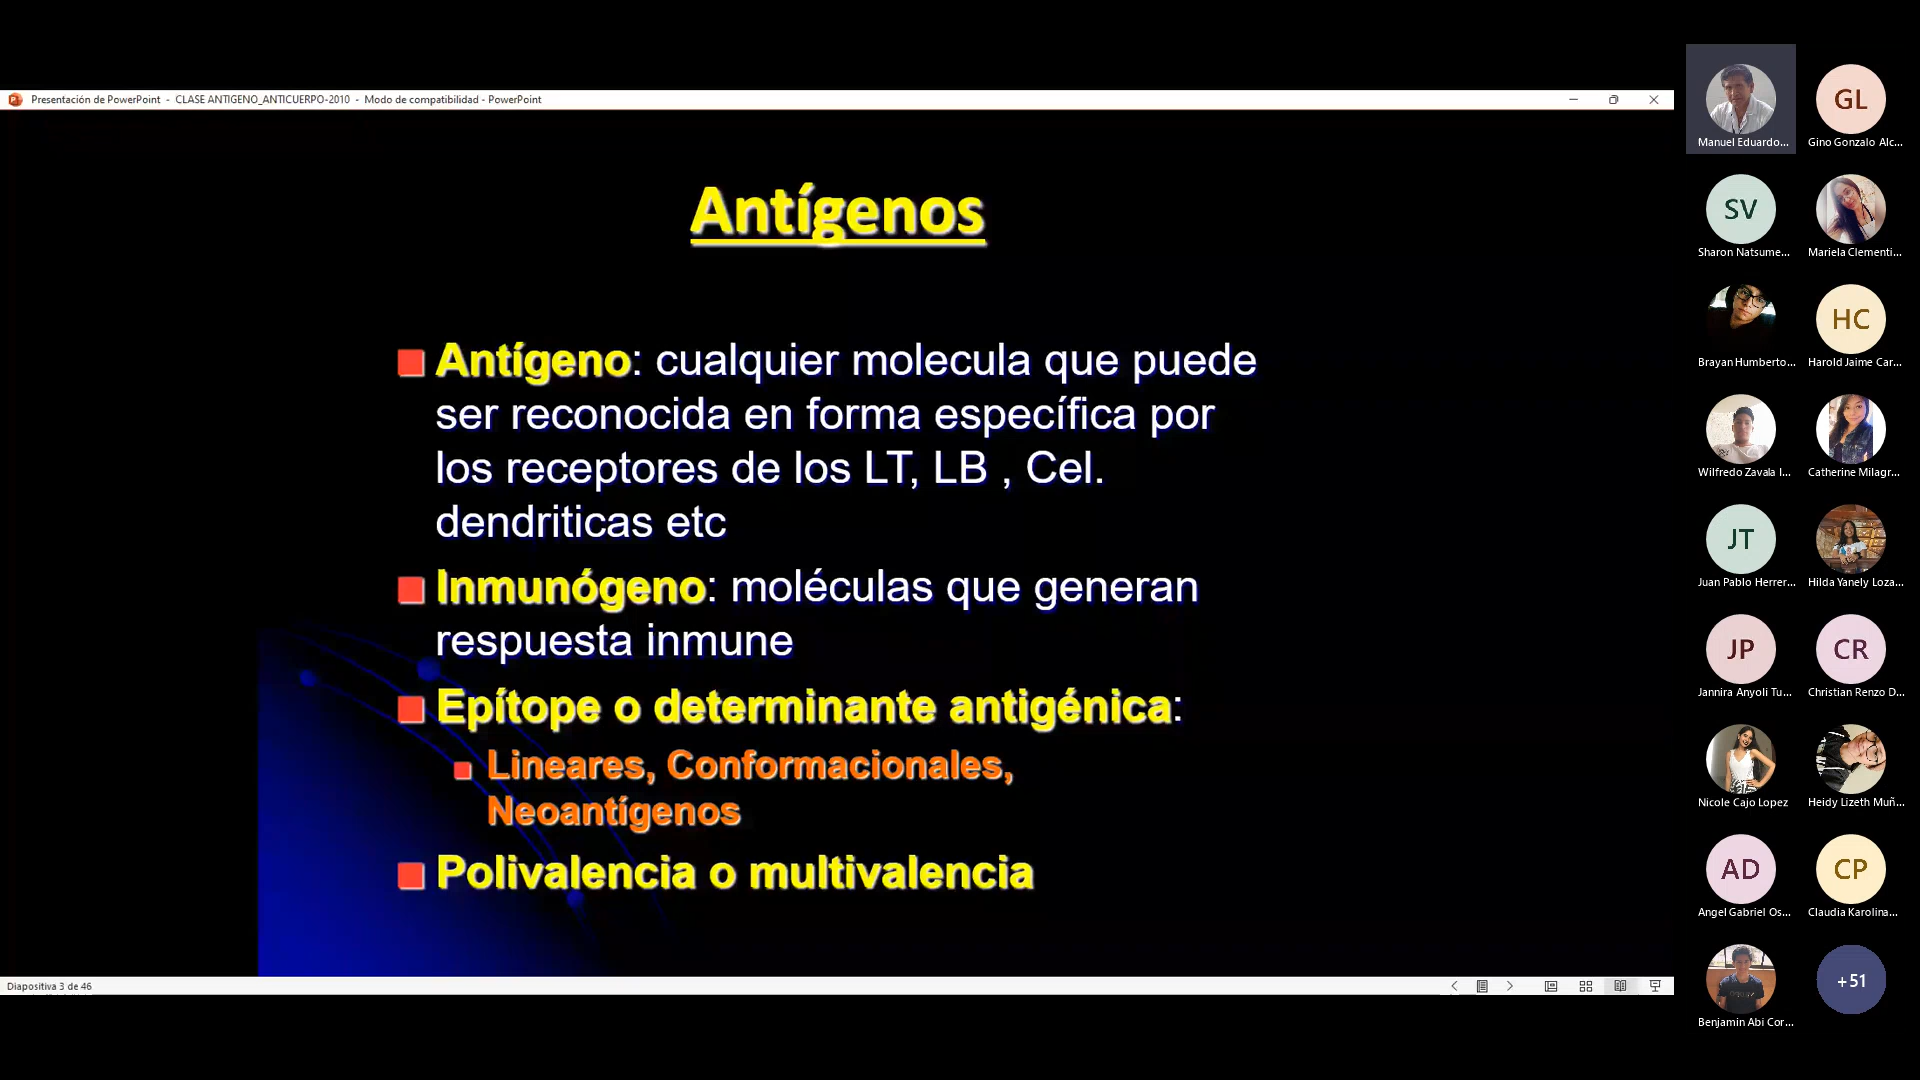 Presentación de PowerPoint - CLASE ANTIGENO_ANTICUERPO-2010 - Modo de compatibilidad - PowerPoint
Antígenos
Antígeno: cualquier molecula que puede
ser reconocida en forma específica por
los receptores de los LT, LB , Cel.
dendriticas etc
Inmunógeno: moléculas que generan
respuesta inmune
Epítope o determinante antigénica:
Lineares, Conformacionales,
Neoantígenos
Polivalencia o multivalencia
Diapositiva 3 de 46
Manuel Eduardo...
GL
Gino Gonzalo Alc...
SV
Sharon Natsume...
Mariela Clementi...
Brayan Humberto...
HC
Harold Jaime Car...
Wilfredo Zavala I...
Catherine Milagr...
JT
Juan Pablo Herrer...
Hilda Yanely Loza...
JP
Jannira Anyoli Tu...
CR
Christian Renzo D...
Nicole Cajo Lopez
Heidy Lizeth Muñ...
AD
Angel Gabriel Os...
CP
Claudia Karolina...
Benjamin Abi Cor...
+51